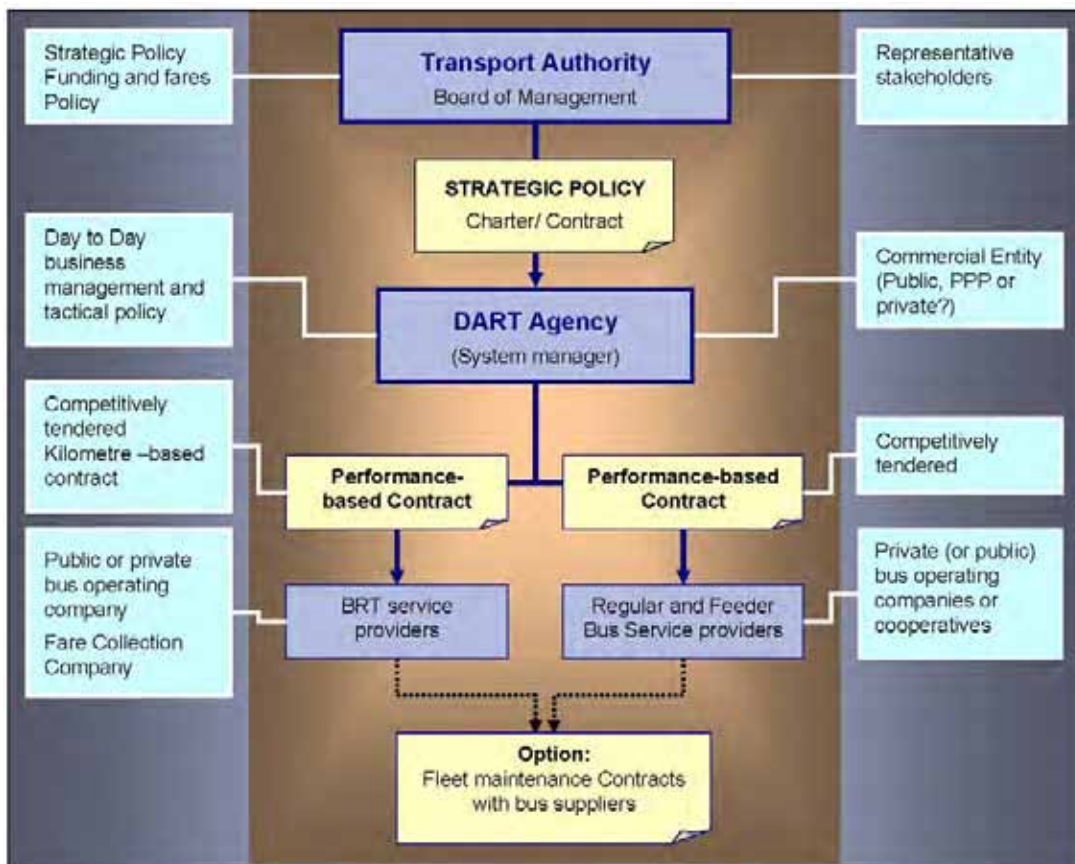 Strategic Policy
Funding and fares
Policy
Transport Authority
Board of Management
Representative
stakeholders
STRATEGIC POLICY
Charter/ Contract
Day to Day
business
management and
tactical policy
DART Agency
(System manager)
Commercial Entity
(Public, PPP or
private?)
Competitively
tendered
Kilometre –based
contract
Performance-
based Contract
Performance-based
Contract
Competitively
tendered
Public or private
bus operating
company
Fare Collection
Company
BRT service
providers
Regular and Feeder
Bus Service providers
Private (or public)
bus operating
companies or
cooperatives
Option:
Fleet maintenance Contracts
with bus suppliers